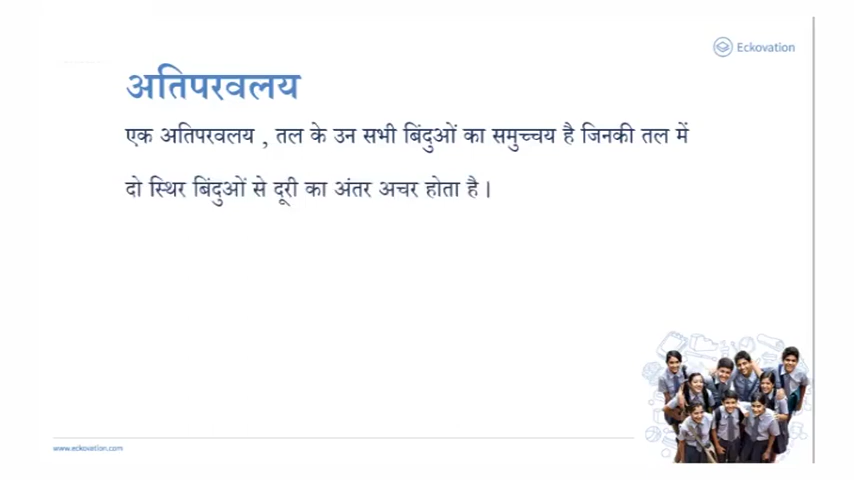 Eckovation
अतिपरवलय
एक अतिपरवलय , तल के उन सभी बिंदुओं का समुच्चय है जिनकी तल में
दो स्थिर बिंदुओं से दूरी का अंतर अचर होता है।
www.eckovation.com